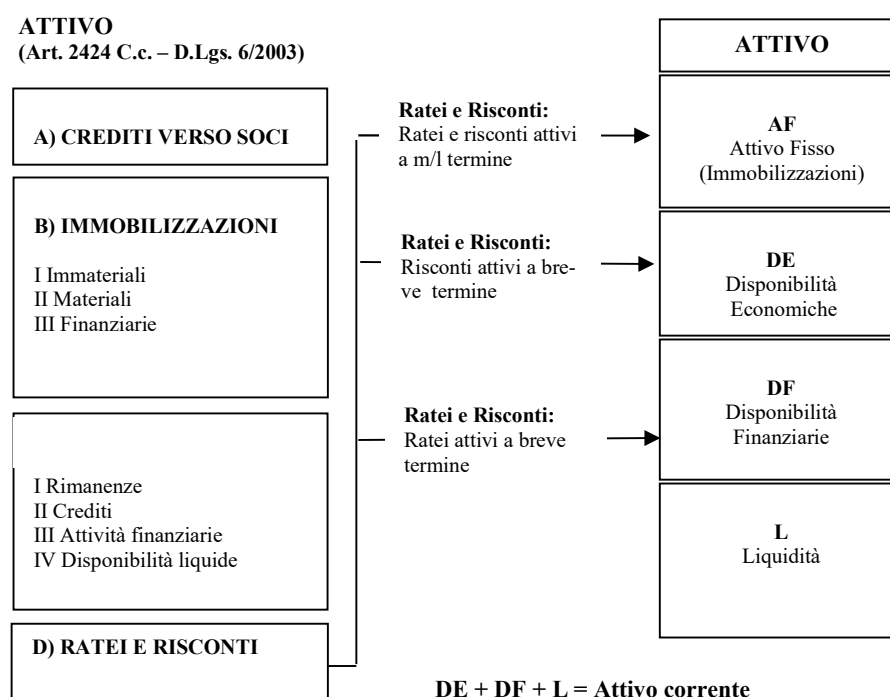 ATTIVO
(Art. 2424 C.c. – D.Lgs. 6/2003)
A) CREDITI VERSO SOCI
B) IMMOBILIZZAZIONI
I Immateriali
II Materiali
III Finanziarie
I Rimanenze
II Crediti
III Attività finanziarie
IV Disponibilità liquide
D) RATEI E RISCONTI
Ratei e Risconti:
Ratei e risconti attivi
a m/l termine
Ratei e Risconti:
Risconti attivi a bre-
ve termine
Ratei e Risconti:
Ratei attivi a breve
termine
ATTIVO
AF
Attivo Fisso
(Immobilizzazioni)
DE
Disponibilità
Economiche
DF
Disponibilità
Finanziarie
L
Liquidità
DE + DF + L = Attivo corrente